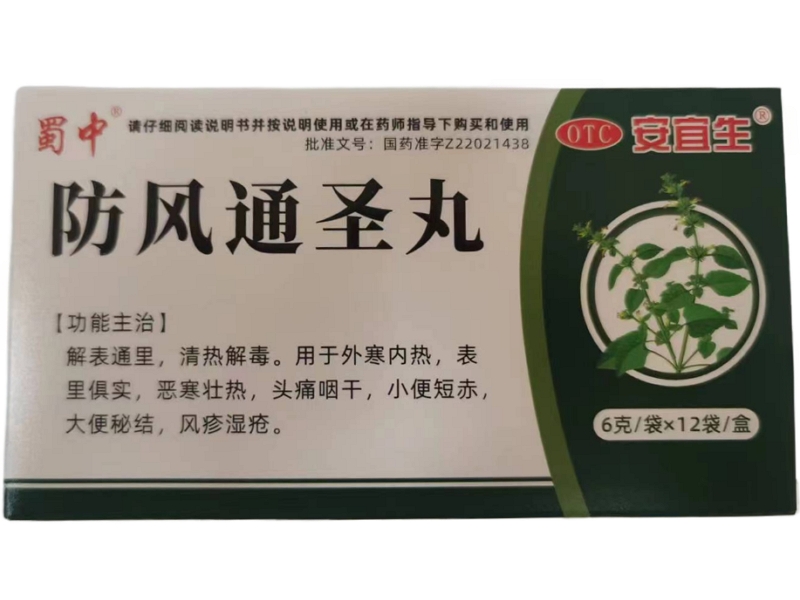 蜀中®
请仔细阅读说明书并按说明使用或在药师指导下购买和使用
批准文号：国药准字Z22021438
OTC 安宜生®
防风通圣丸
【功能主治】
解表通里，清热解毒。用于外寒内热，表
里俱实，恶寒壮热，头痛咽干，小便短赤，
大便秘结，风疹湿疮。
6克/袋×12袋/盒